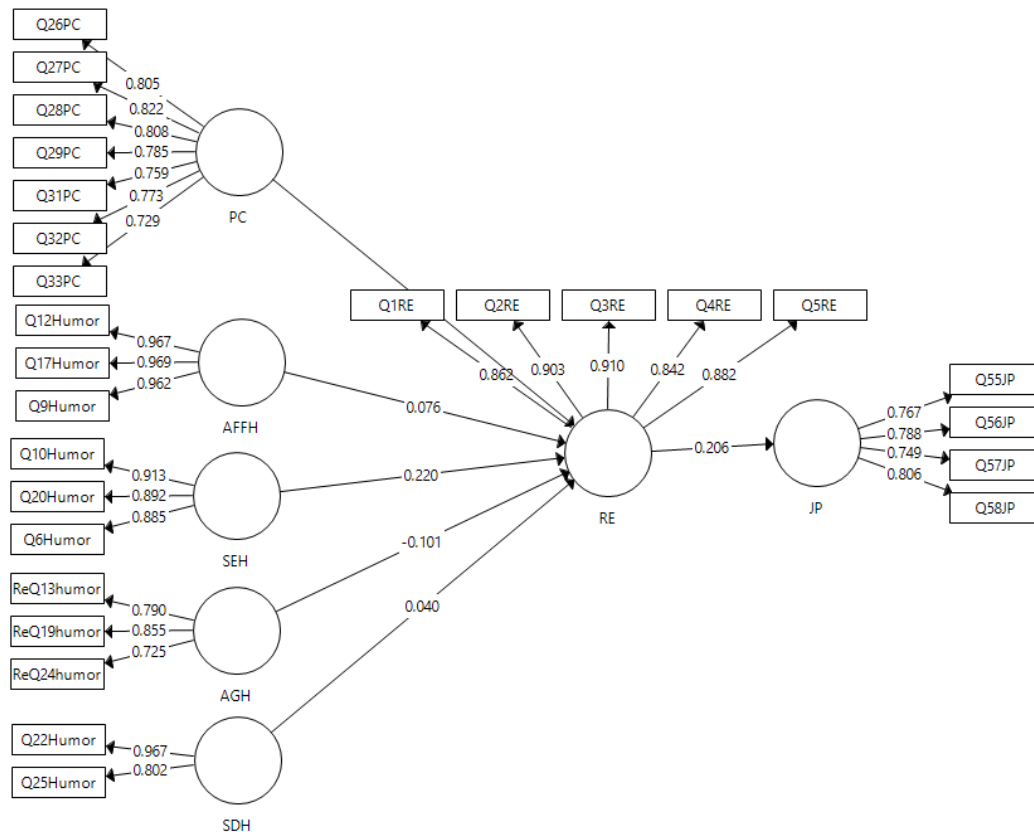 Q26PC
Q27PC
Q28PC
Q29PC
Q31PC
Q32PC
Q33PC
0.805
0.822
0.808
0.785
0.759
0.773
0.729
PC
Q12Humor
Q17Humor
Q9Humor
0.967
0.969
0.962
AFFH
Q10Humor
Q20Humor
Q6Humor
0.913
0.892
0.885
SEH
ReQ13humor
ReQ19humor
ReQ24humor
0.790
0.855
0.725
AGH
Q22Humor
Q25Humor
0.967
0.802
SDH
0.076
0.220
-0.101
0.040
Q1RE
Q2RE
Q3RE
Q4RE
Q5RE
0.862
0.903
0.910
0.842
0.882
RE
0.206
JP
0.767
0.788
0.749
0.806
Q55JP
Q56JP
Q57JP
Q58JP